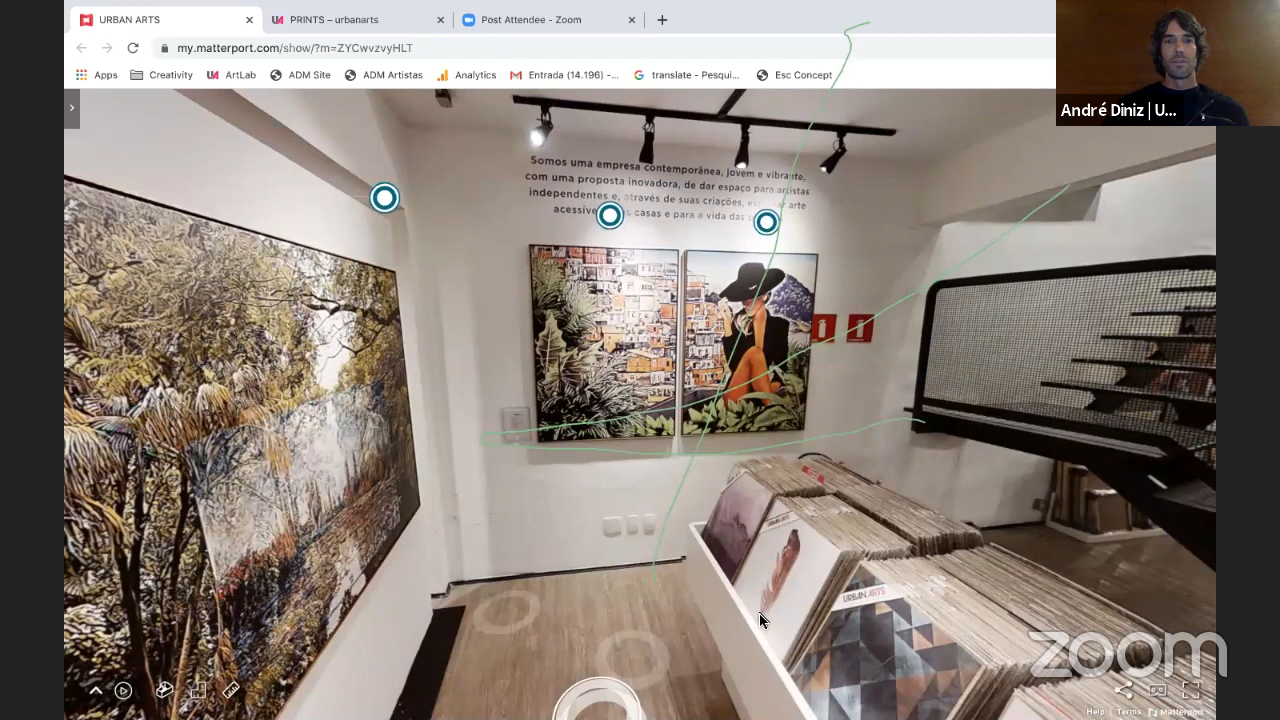 URBAN ARTS
UA PRINTS – urbanarts
Post Attendee - Zoom
my.matterport.com/show/?m=ZYCwvzvyHLT
Apps
Creativity
UA ArtLab
ADM Site
ADM Artistas
Analytics
Entrada (14.196) -...
translate - Pesqui...
Esc Concept
André Diniz | U...
Somos uma empresa contemporânea, jovem e vibrante,
com uma proposta inovadora, de dar espaço para artistas
independentes e, através de suas criações, arte
casas e para a vida das
URBAN ARTS
URBAN ARTS
zoom
Help | Terms
Matterport